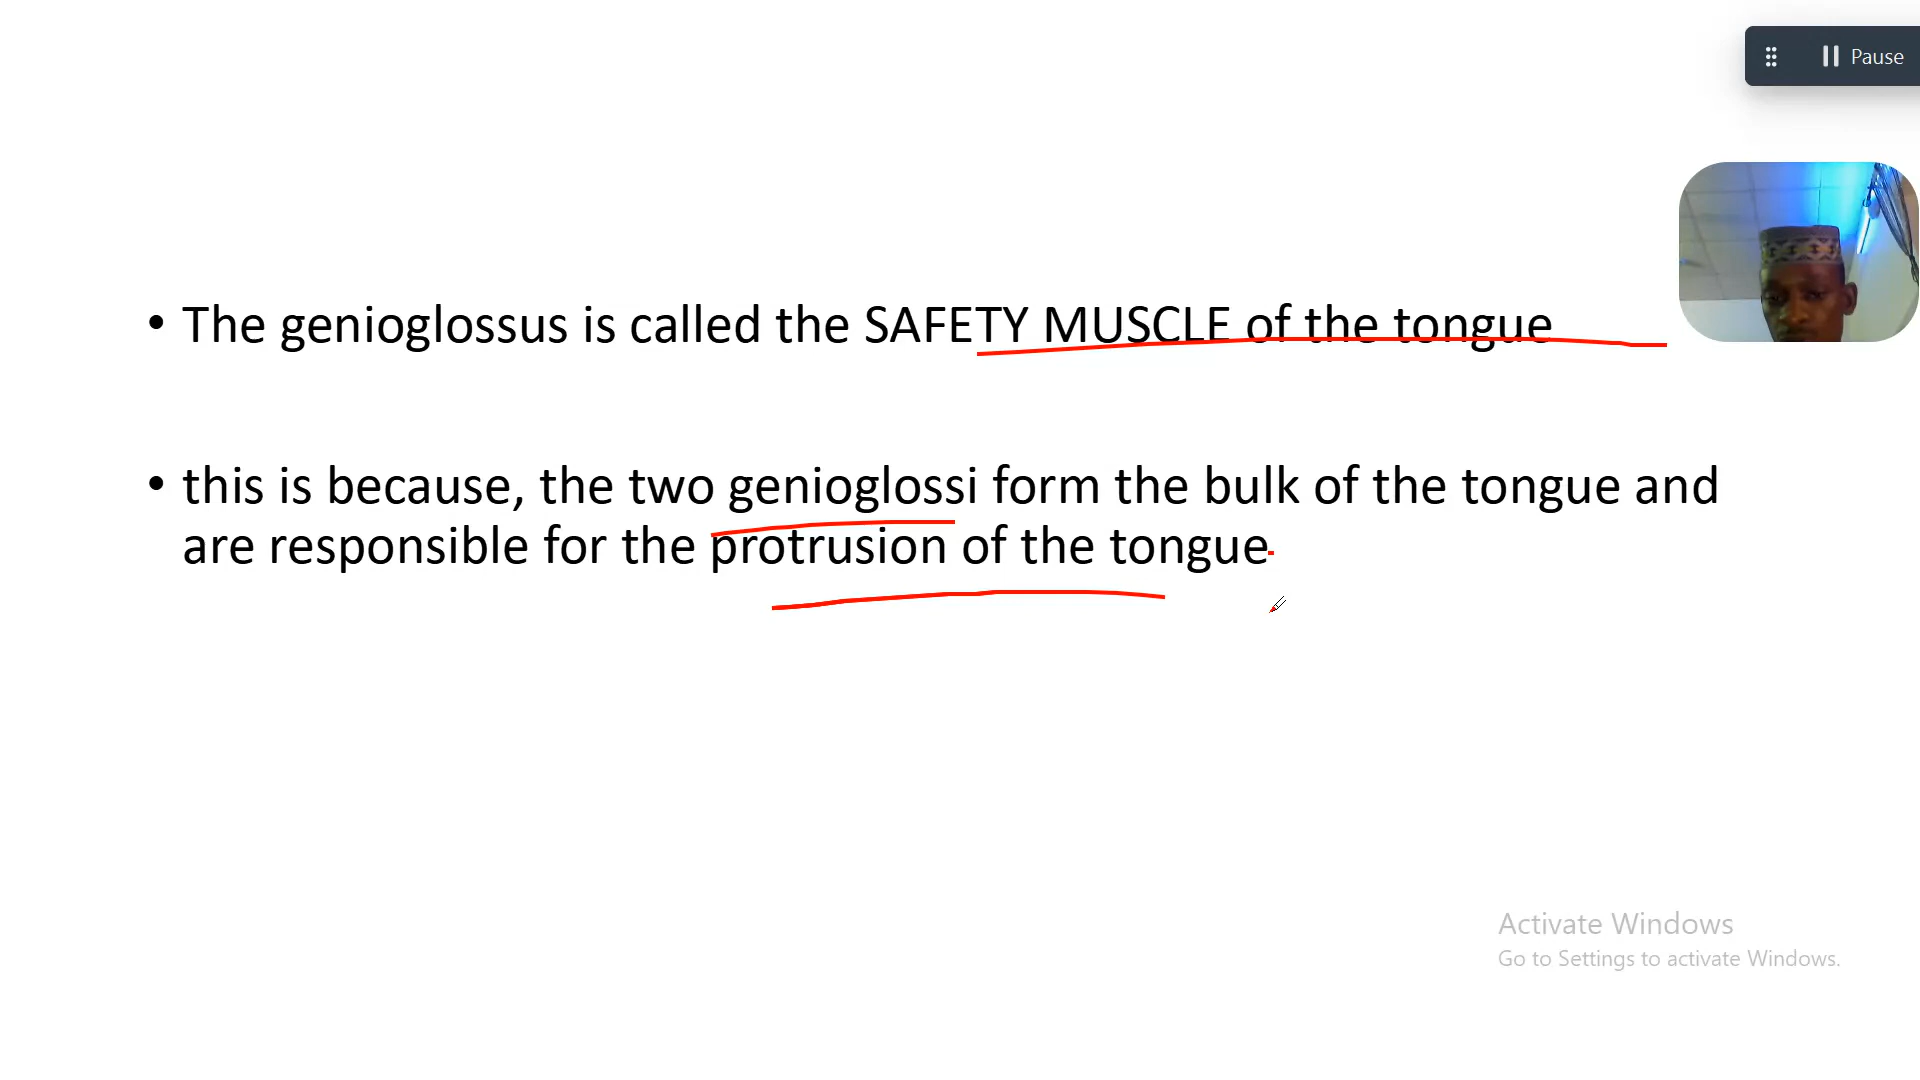 Pause
• The genioglossus is called the SAFETY MUSCLE of the tongue
• this is because, the two genioglossi form the bulk of the tongue and
are responsible for the protrusion of the tongue
Activate Windows
Go to Settings to activate Windows.